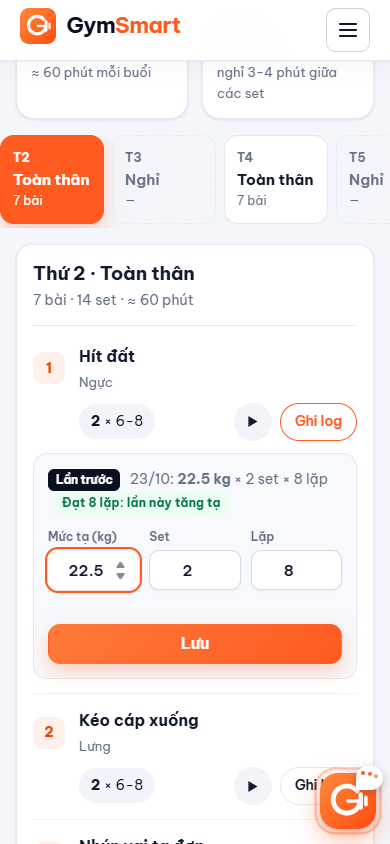 GymSmart
≈ 60 phút mỗi buổi
nghỉ 3-4 phút giữa
các set
T2
Toàn thân
7 bài
T3
Nghỉ
–
T4
Toàn thân
7 bài
T5
Nghỉ
–
Thứ 2 · Toàn thân
7 bài · 14 set · ≈ 60 phút
1
Hít đất
Ngực
2 × 6-8
Ghi log
Lần trước 23/10: 22.5 kg × 2 set × 8 lặp
Đạt 8 lặp: lần này tăng tạ
Mức tạ (kg) Set Lặp
22.5 2 8
Lưu
2
Kéo cáp xuống
Lưng
2 × 6-8
Ghi